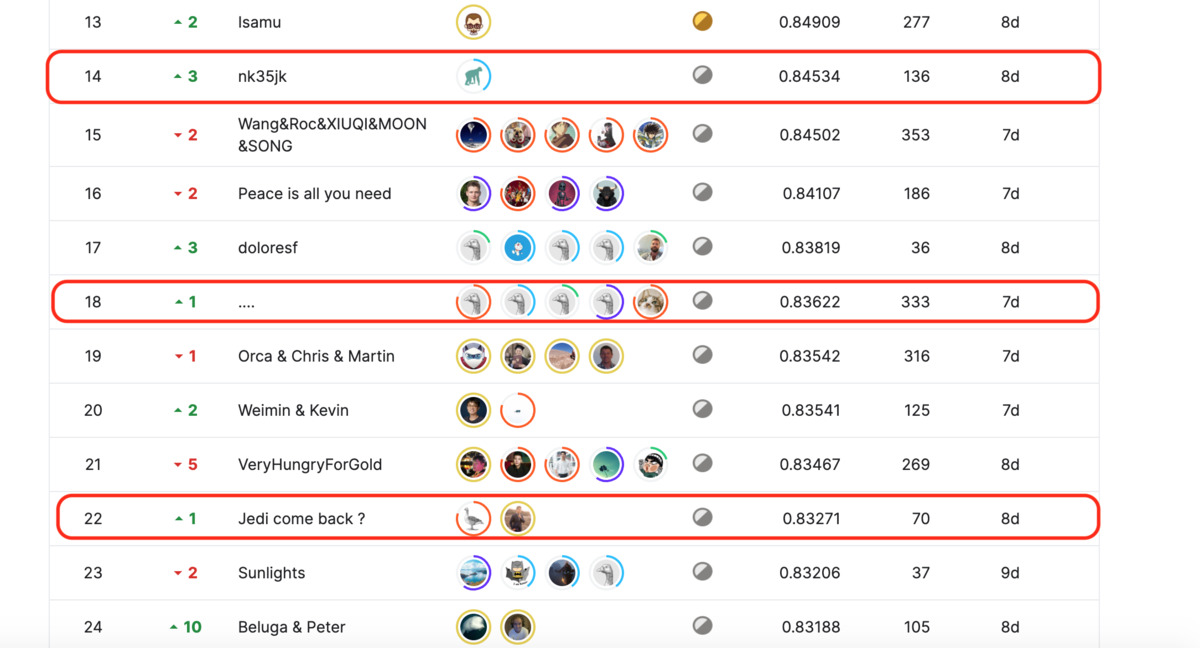 13 2 Isamu 0.84909 277 8d
14 3 nk35jk 0.84534 136 8d
15 2 Wang&Roc&XIUQI&MOON 0.84502 353 7d
&SONG
16 2 Peace is all you need 0.84107 186 7d
17 3 doloresf 0.83819 36 8d
18 1 .... 0.83622 333 7d
19 1 Orca & Chris & Martin 0.83542 316 7d
20 2 Weimin & Kevin 0.83541 125 7d
21 5 VeryHungryForGold 0.83467 269 8d
22 1 Jedi come back ? 0.83271 70 8d
23 2 Sunlights 0.83206 37 9d
24 10 Beluga & Peter 0.83188 105 8d